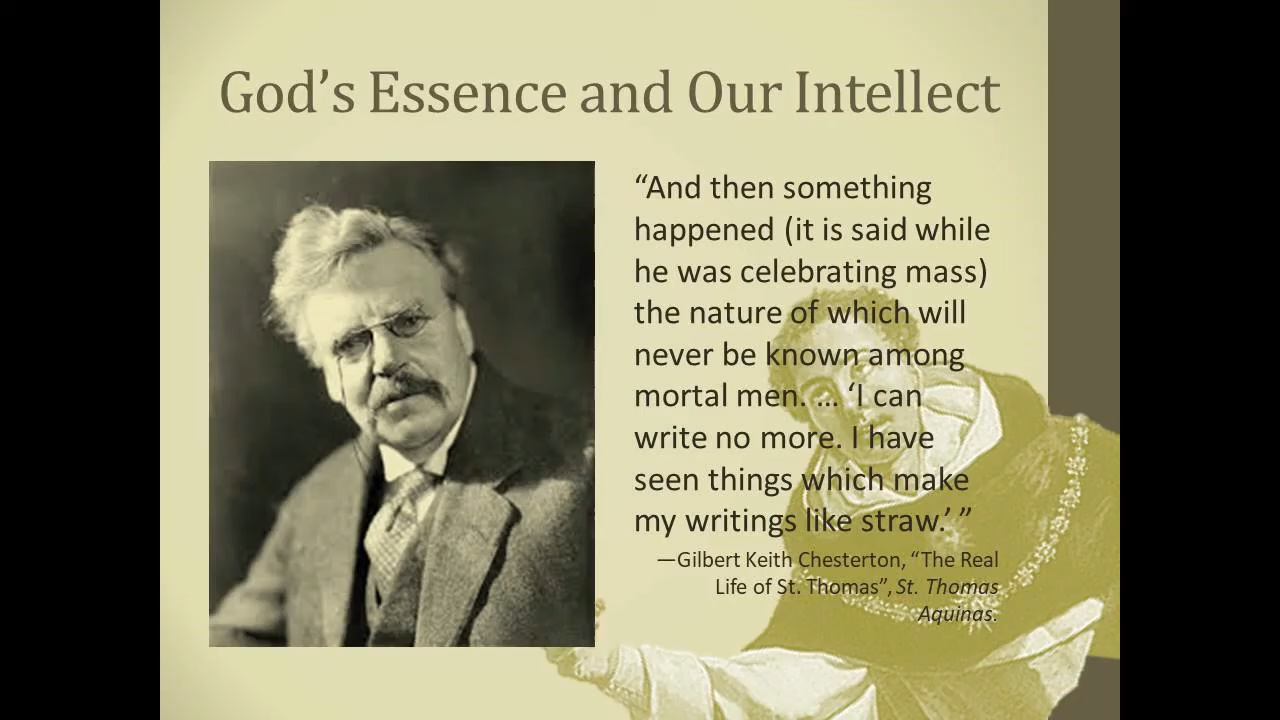 God’s Essence and Our Intellect
“And then something
happened (it is said while
he was celebrating mass)
the nature of which will
never be known among
mortal men. … ‘I can
write no more. I have
seen things which make
my writings like straw.’ ”
—Gilbert Keith Chesterton, “The Real
Life of St. Thomas”, St. Thomas
Aquinas.